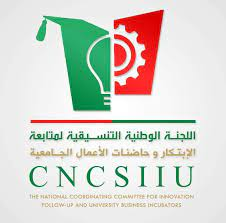 اللجنة الوطنية التنسيقية لمتابعة
الإبتكار و حاضنات الأعمال الجامعية
CNCSIIU
THE NATIONAL COORDINATING COMMITTEE FOR INNOVATION
FOLLOW-UP AND UNIVERSITY BUSINESS INCUBATORS